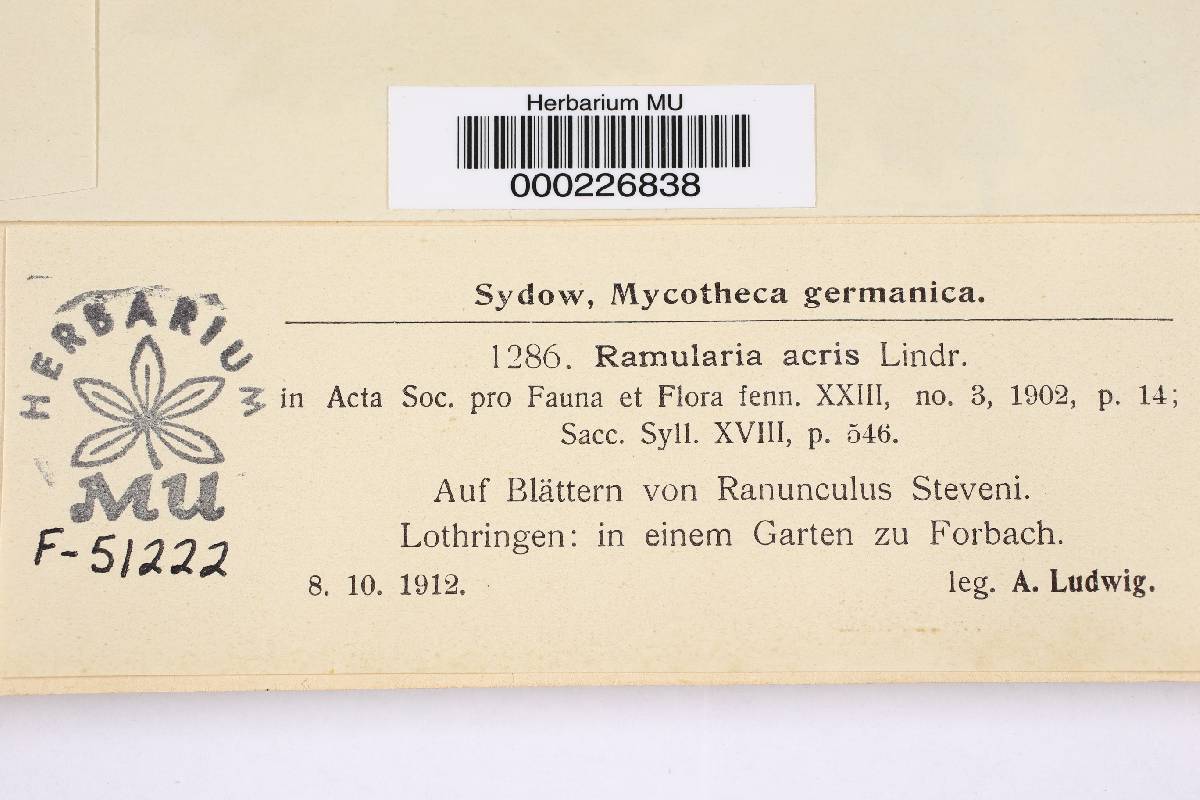 Herbarium MU
000226838
Sydow, Mycotheca germanica.
1286. Ramularia acris Lindr.
in Acta Soc. pro Fauna et Flora fenn. XXIII, no. 3, 1902, p. 14;
Sacc. Syll. XVIII, p. 546.
Auf Blättern von Ranunculus Steveni.
Lothringen: in einem Garten zu Forbach.
8. 10. 1912. leg. A. Ludwig.
HERBARIUM
MU
F-51222